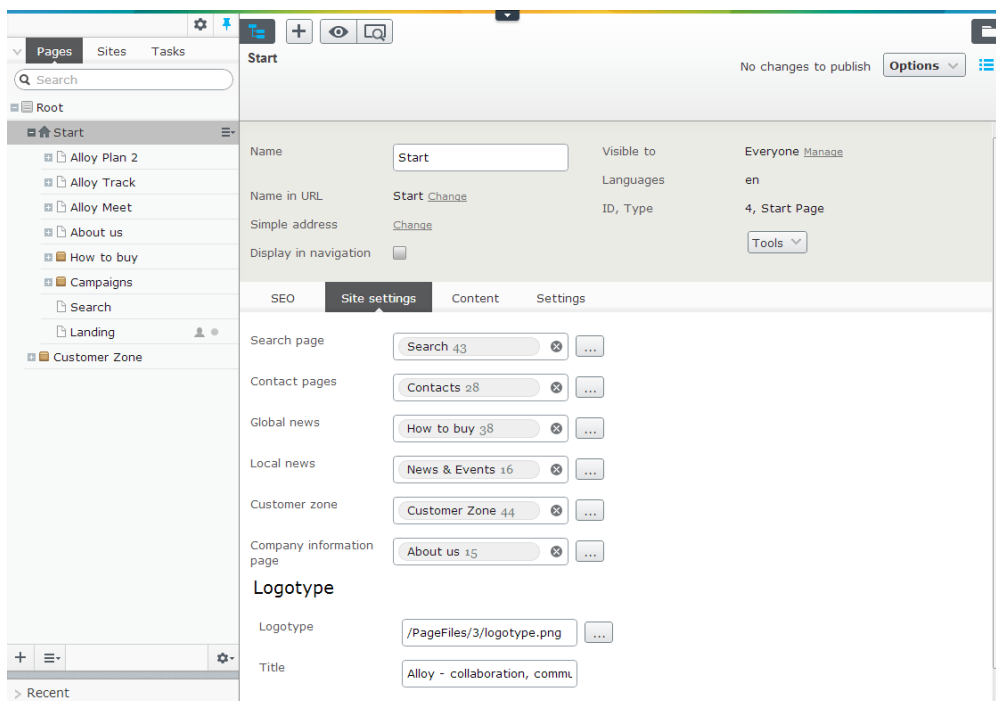 Pages Sites Tasks
Search
Root
Start
Alloy Plan 2
Alloy Track
Alloy Meet
About us
How to buy
Campaigns
Search
Landing
Customer Zone
Recent
Start
No changes to publish Options
Name Start
Name in URL Start Change
Simple address Change
Display in navigation
Visible to Everyone Manage
Languages en
ID, Type 4, Start Page
Tools
SEO Site settings Content Settings
Search page Search 43 ...
Contact pages Contacts 28 ...
Global news How to buy 38 ...
Local news News & Events 16 ...
Customer zone Customer Zone 44 ...
Company information
page About us 15 ...
Logotype
Logotype /PageFiles/3/logotype.png ...
Title Alloy - collaboration, commu